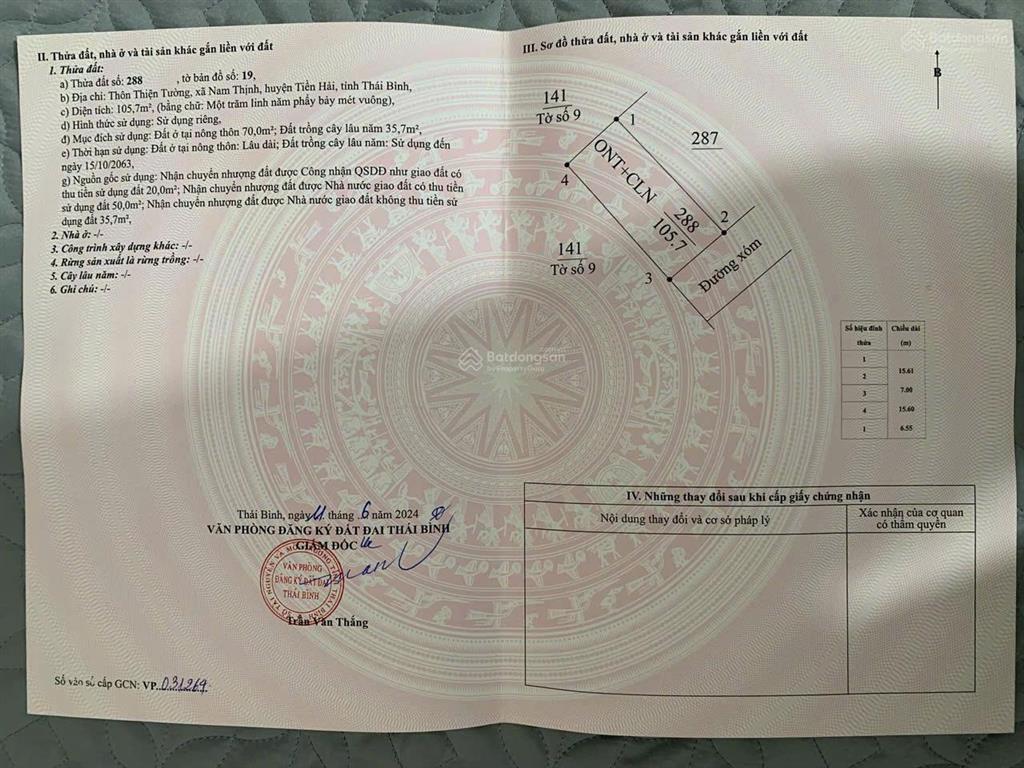 II. Thửa đất, nhà ở và tài sản khác gắn liền với đất
1. Thửa đất:
a) Thửa đất số: 288 , tờ bản đồ số: 19,
b) Địa chỉ: Thôn Thiện Tường, xã Nam Thịnh, huyện Tiền Hải, tỉnh Thái Bình,
c) Diện tích: 105,7m², (bằng chữ: Một trăm linh năm phẩy bảy mét vuông),
d) Hình thức sử dụng: Sử dụng riêng,
đ) Mục đích sử dụng: Đất ở tại nông thôn 70,0m²; Đất trồng cây lâu năm 35,7m²,
e) Thời hạn sử dụng: Đất ở tại nông thôn: Lâu dài; Đất trồng cây lâu năm: Sử dụng đến
ngày 15/10/2063,
g) Nguồn gốc sử dụng: Nhận chuyển nhượng đất được Công nhận QSDĐ như giao đất có
thu tiền sử dụng đất 20,0m²; Nhận chuyển nhượng đất được Nhà nước giao đất có thu tiền
sử dụng đất 50,0m²; Nhận chuyển nhượng đất được Nhà nước giao đất không thu tiền sử
dụng đất 35,7m²,
2. Nhà ở: -/-
3. Công trình xây dựng khác: -/-
4. Rừng sản xuất là rừng trồng: -/-
5. Cây lâu năm: -/-
6. Ghi chú: -/-
Thái Bình, ngày 11 tháng 6 năm 2024
VĂN PHÒNG ĐĂNG KÝ ĐẤT ĐAI THÁI BÌNH
GIÁM ĐỐC
VĂN PHÒNG
ĐĂNG KÝ ĐẤT ĐAI
THÁI BÌNH
Trần Văn Thắng
Số vào sổ cấp GCN: VP 031269
III. Sơ đồ thửa đất, nhà ở và tài sản khác gắn liền với đất
B
141
Tờ số 9
1
287
4
ONT+CLN
288
105.7
2
141
Tờ số 9
3
Đường xóm
Số hiệu đỉnh thửa Chiều dài (m)
1
15.61
2
7.00
3
15.60
4
6.55
1
Batdongsan
by PropertyGuru
Batdongsan
IV. Những thay đổi sau khi cấp giấy chứng nhận
Nội dung thay đổi và cơ sở pháp lý
Xác nhận của cơ quan
có thẩm quyền